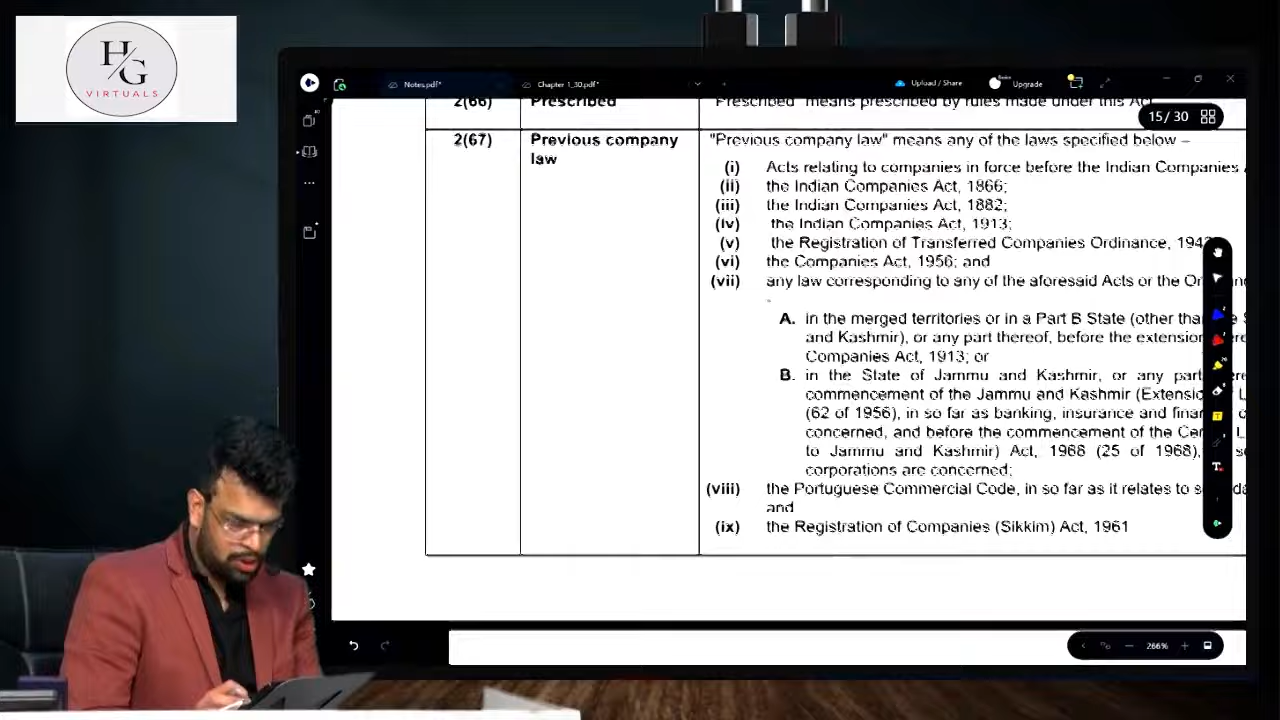 H/G
VIRTUALS
Notes.pdf*
Chapter 1_30.pdf*
Upload / Share
Basic
Upgrade
15 / 30
2(66) Prescribed "Prescribed" means prescribed by rules made under this Act
2(67) Previous company law "Previous company law" means any of the laws specified below –
(i) Acts relating to companies in force before the Indian Companies
(ii) the Indian Companies Act, 1866;
(iii) the Indian Companies Act, 1882;
(iv) the Indian Companies Act, 1913;
(v) the Registration of Transferred Companies Ordinance,
(vi) the Companies Act, 1956; and
(vii) any law corresponding to any of the aforesaid Acts or the
-
A. in the merged territories or in a Part B State (other
and Kashmir), or any part thereof, before the extension
Companies Act, 1913; or
B. in the State of Jammu and Kashmir, or any part
commencement of the Jammu and Kashmir
(62 of 1956), in so far as banking, insurance and
concerned, and before the commencement of the
to Jammu and Kashmir) Act, 1968 (25 of 1968),
corporations are concerned;
(viii) the Portuguese Commercial Code, in so far as it relates to
and
(ix) the Registration of Companies (Sikkim) Act, 1961
266%